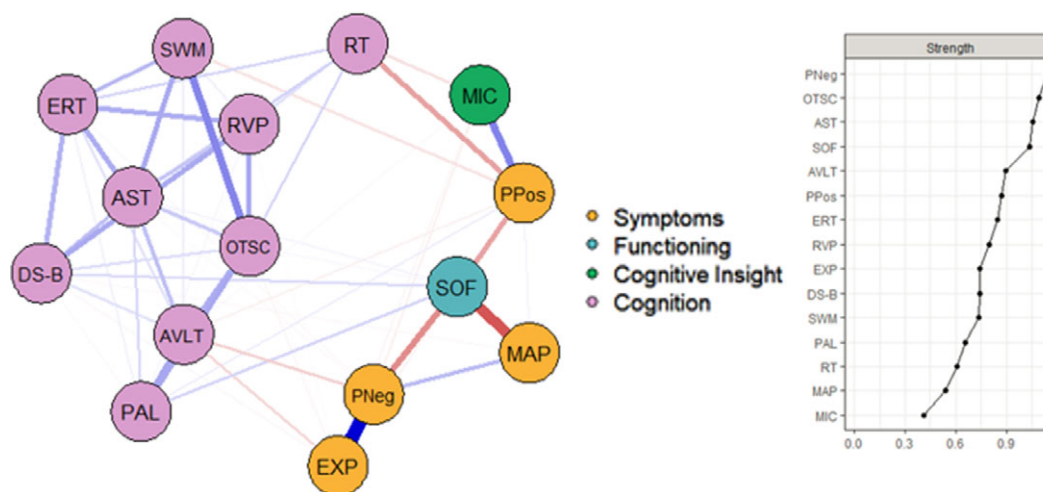 SWM
RT
ERT
MIC
RVP
AST
PPos
OTSC
DS-B
SOF
AVLT
MAP
PNeg
PAL
EXP
Symptoms
Functioning
Cognitive Insight
Cognition
Strength
PNeg
OTSC
AST
SOF
AVLT
PPos
ERT
RVP
EXP
DS-B
SWM
PAL
RT
MAP
MIC
0.0 0.3 0.6 0.9